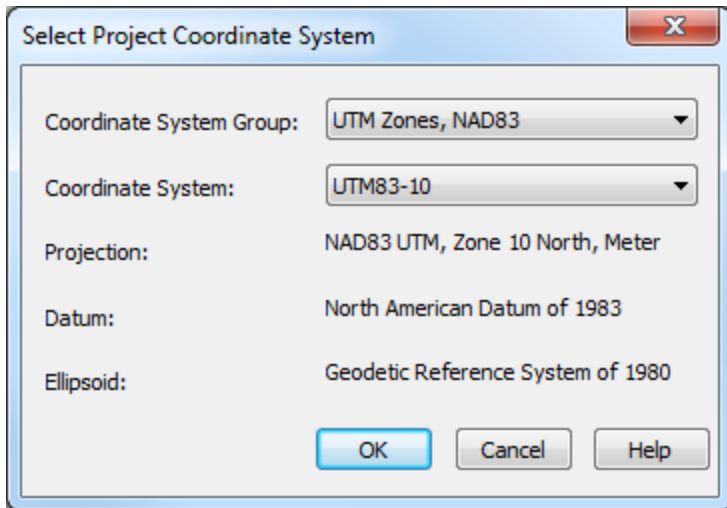 Select Project Coordinate System
Coordinate System Group: UTM Zones, NAD83
Coordinate System: UTM83-10
Projection: NAD83 UTM, Zone 10 North, Meter
Datum: North American Datum of 1983
Ellipsoid: Geodetic Reference System of 1980
OK Cancel Help